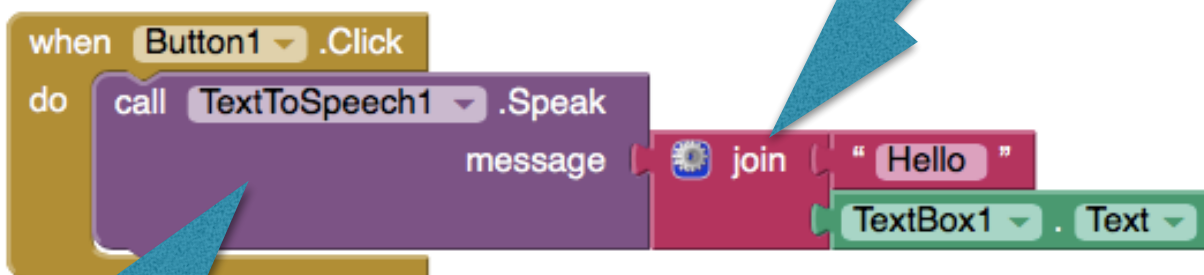 when Button1 .Click
do call TextToSpeech1 .Speak
message join “ Hello ”
TextBox1 . Text